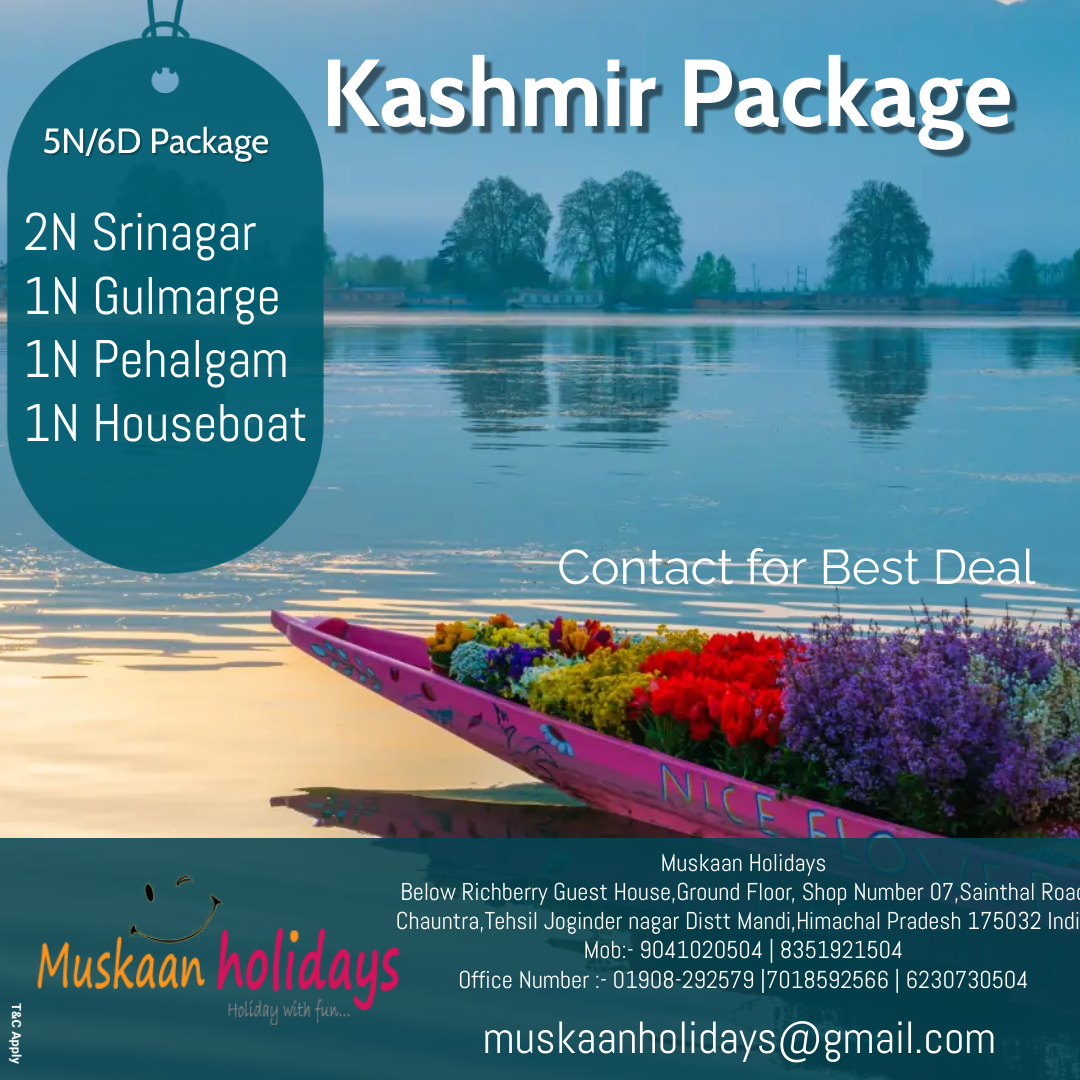 Kashmir Package
5N/6D Package
2N Srinagar
1N Gulmarge
1N Pehalgam
1N Houseboat
Contact for Best Deal
NICE FLOWER
Muskaan holidays
Holiday with fun...
T&C Apply
Muskaan Holidays
Below Richberry Guest House,Ground Floor, Shop Number 07,Sainthal Road
Chauntra,Tehsil Joginder nagar Distt Mandi,Himachal Pradesh 175032 Indi
Mob:- 9041020504 | 8351921504
Office Number :- 01908-292579 |7018592566 | 6230730504
muskaanholidays@gmail.com